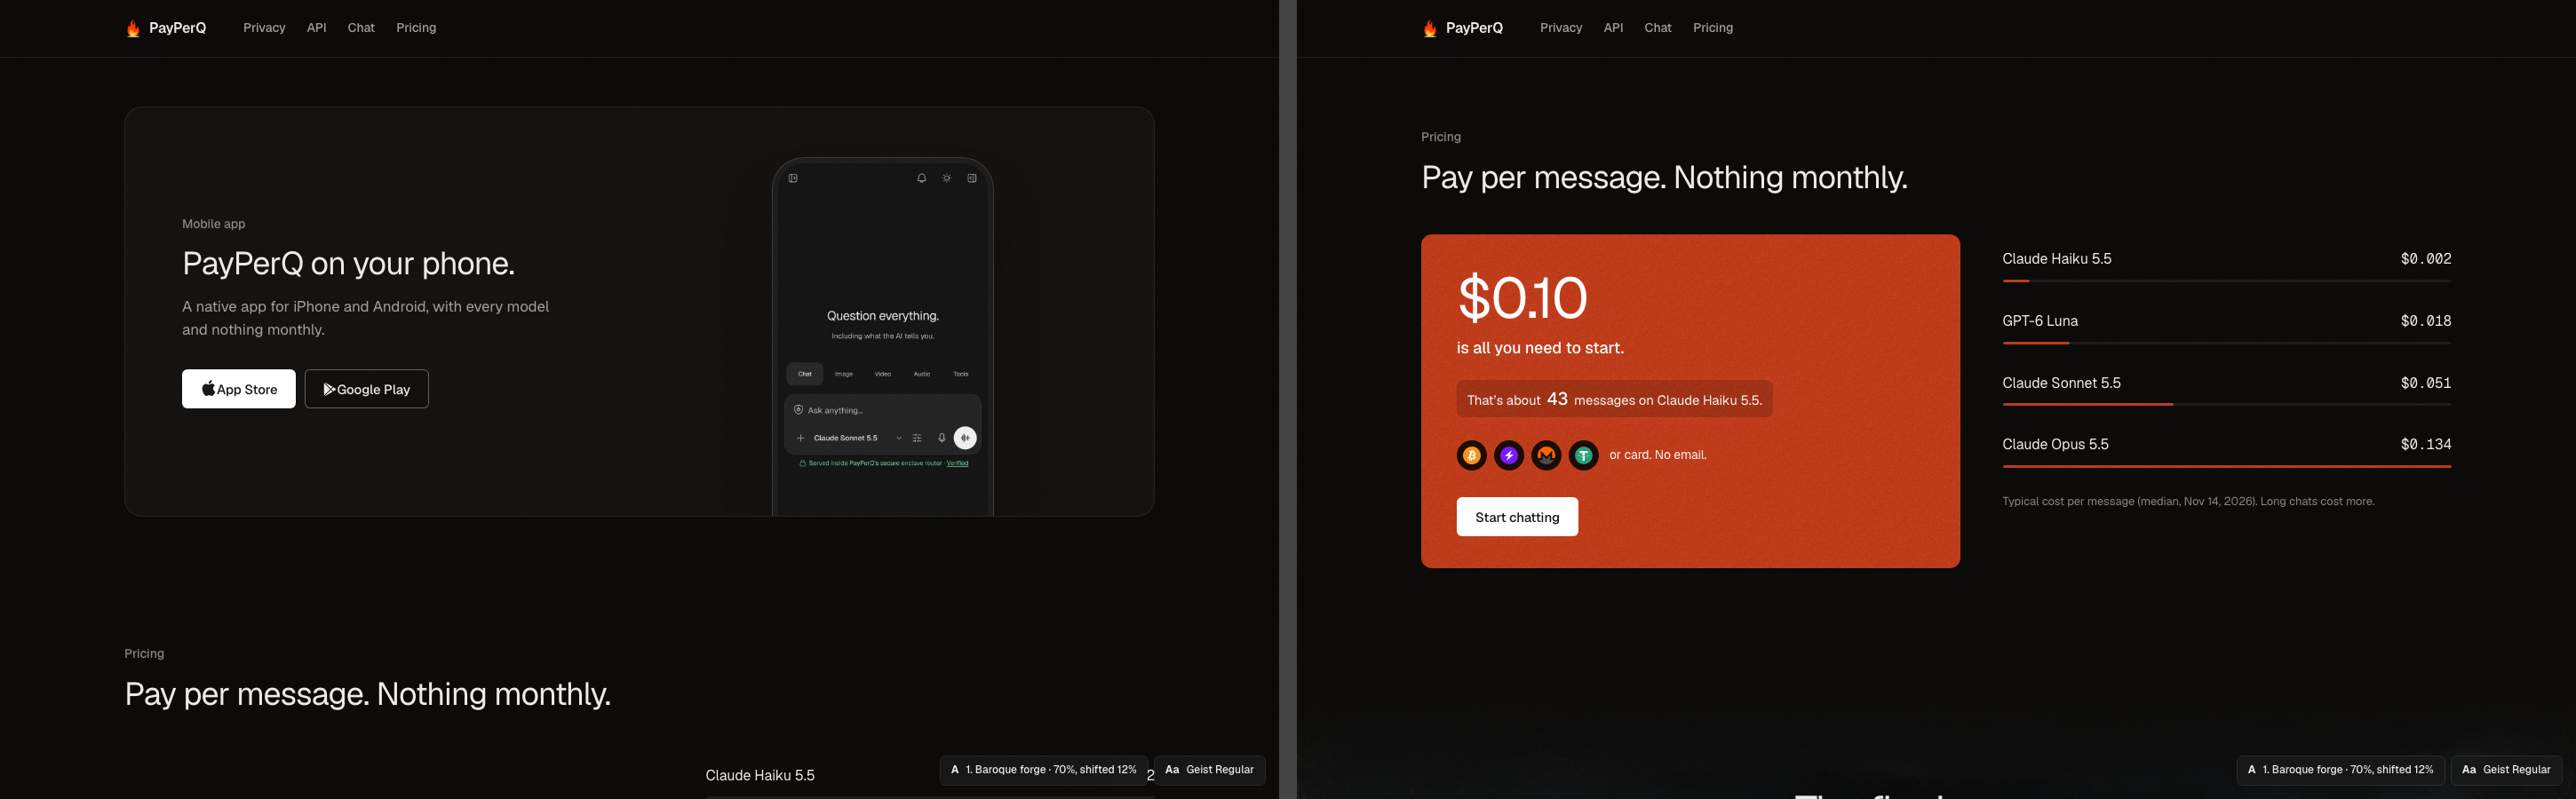 PayPerQ Privacy API Chat Pricing
Mobile app
PayPerQ on your phone.
A native app for iPhone and Android, with every model
and nothing monthly.
App Store Google Play
Question everything.
Including what the AI tells you.
Chat Image Video Audio Tools
Ask anything...
Claude Sonnet 5.5
Served inside PayPerQ's secure enclave router · Verified
Pricing
Pay per message. Nothing monthly.
Claude Haiku 5.5 2
A 1. Baroque forge · 70%, shifted 12% Aa Geist Regular
PayPerQ Privacy API Chat Pricing
Pricing
Pay per message. Nothing monthly.
$0.10
is all you need to start.
That's about 43 messages on Claude Haiku 5.5.
or card. No email.
Start chatting
Claude Haiku 5.5 $0.002
GPT-6 Luna $0.018
Claude Sonnet 5.5 $0.051
Claude Opus 5.5 $0.134
Typical cost per message (median, Nov 14, 2026). Long chats cost more.
A 1. Baroque forge · 70%, shifted 12% Aa Geist Regular